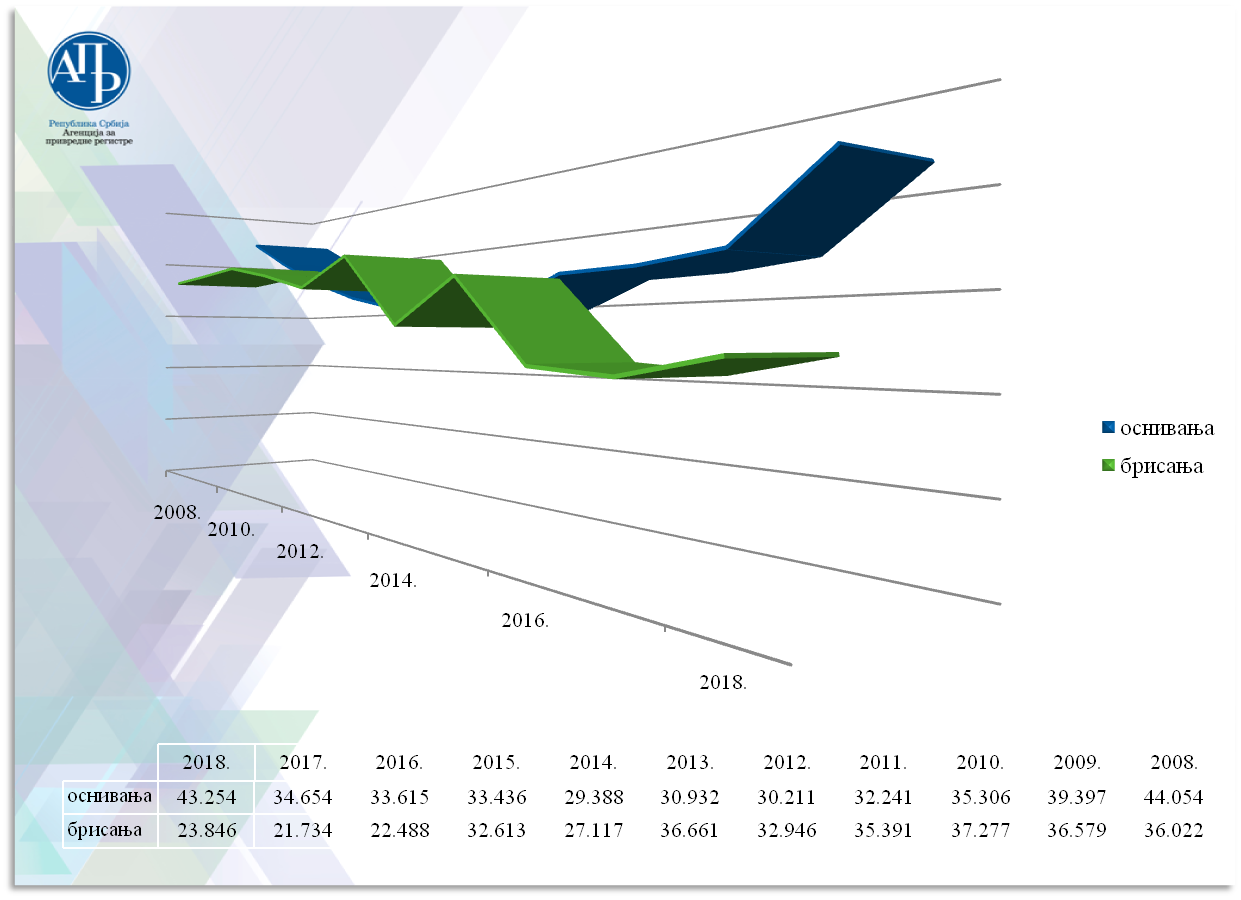 АПР
Република Србија
Агенција за
привредне регистре
оснивања
брисања
2008.
2010.
2012.
2014.
2016.
2018.
2018. 2017. 2016. 2015. 2014. 2013. 2012. 2011. 2010. 2009. 2008.
оснивања 43.254 34.654 33.615 33.436 29.388 30.932 30.211 32.241 35.306 39.397 44.054
брисања 23.846 21.734 22.488 32.613 27.117 36.661 32.946 35.391 37.277 36.579 36.022